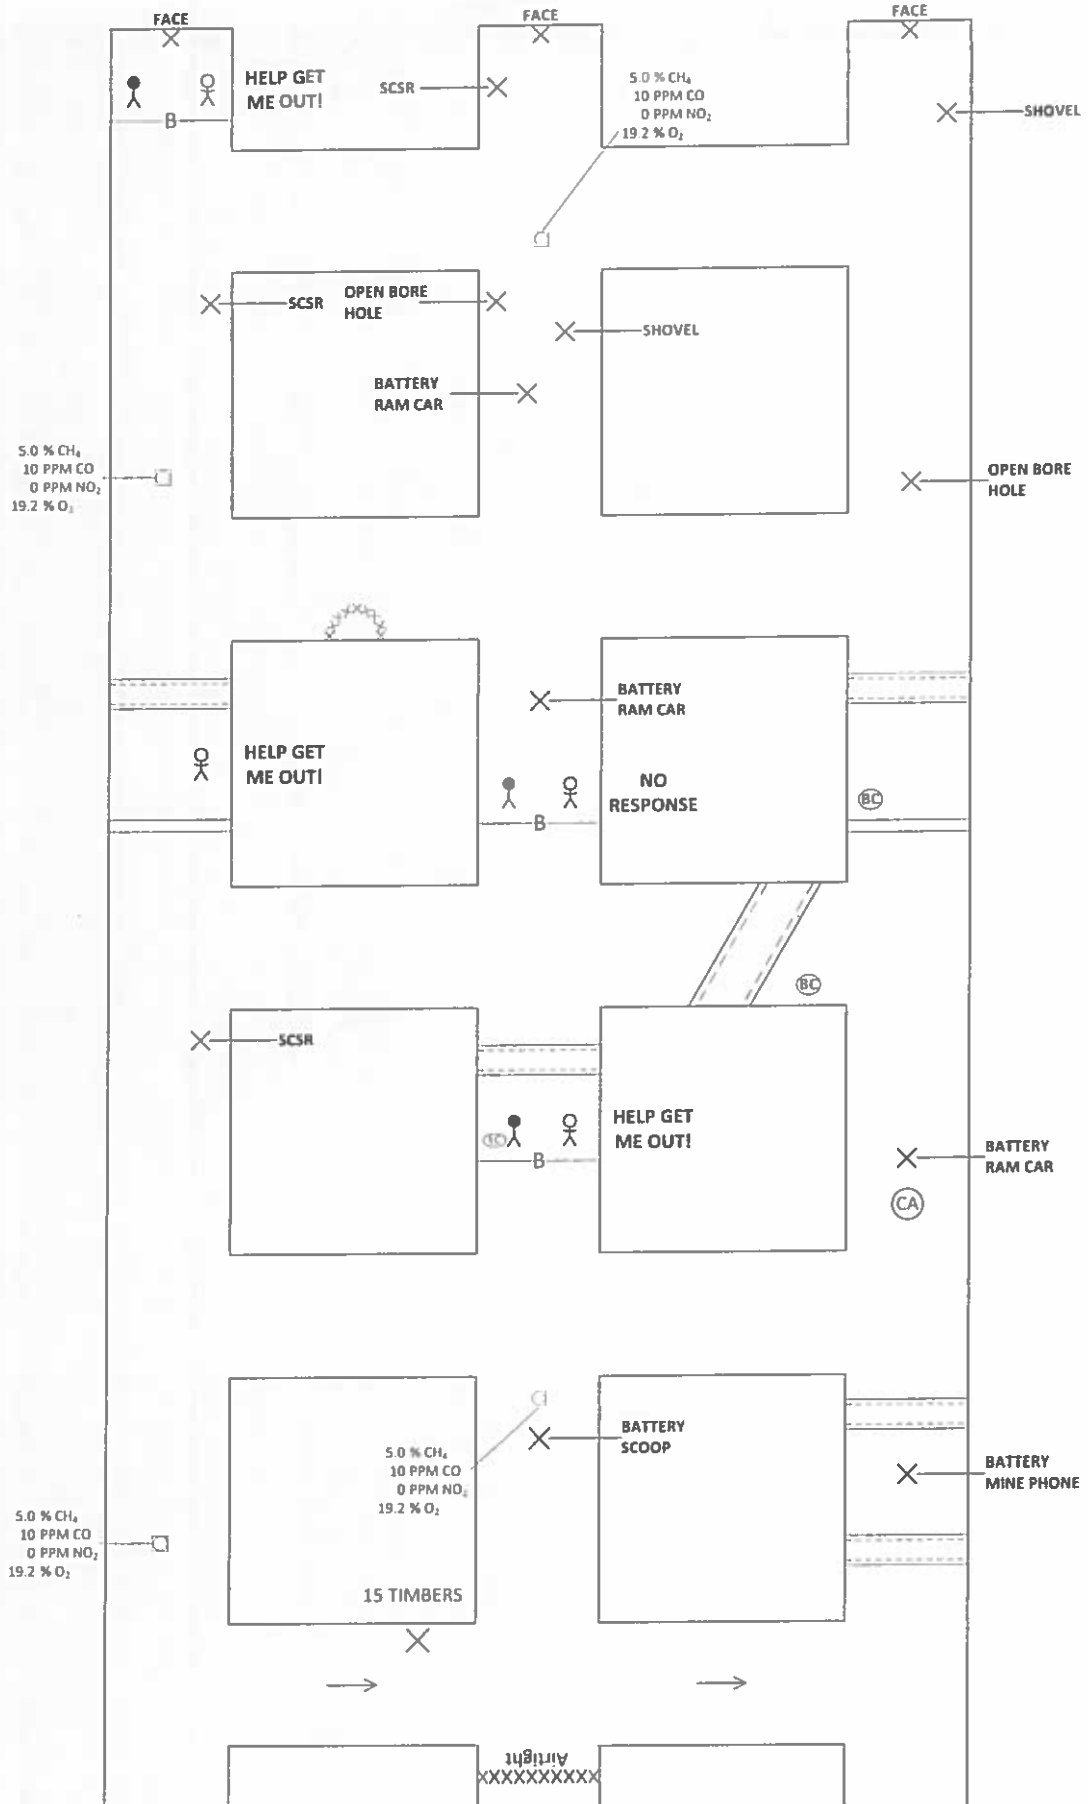 FACE
FACE
FACE
HELP GET
ME OUT!
SCSR
5.0 % CH₄
10 PPM CO
0 PPM NO₂
19.2 % O₂
SHOVEL
B
SCSR
OPEN BORE
HOLE
SHOVEL
BATTERY
RAM CAR
5.0 % CH₄
10 PPM CO
0 PPM NO₂
19.2 % O₂
OPEN BORE
HOLE
BATTERY
RAM CAR
HELP GET
ME OUT!
NO
RESPONSE
BC
B
BC
SCSR
HELP GET
ME OUT!
BC
B
BATTERY
RAM CAR
CA
BATTERY
SCOOP
5.0 % CH₄
10 PPM CO
0 PPM NO₂
19.2 % O₂
BATTERY
MINE PHONE
5.0 % CH₄
10 PPM CO
0 PPM NO₂
19.2 % O₂
15 TIMBERS
Airtight
XXXXXXXXXX